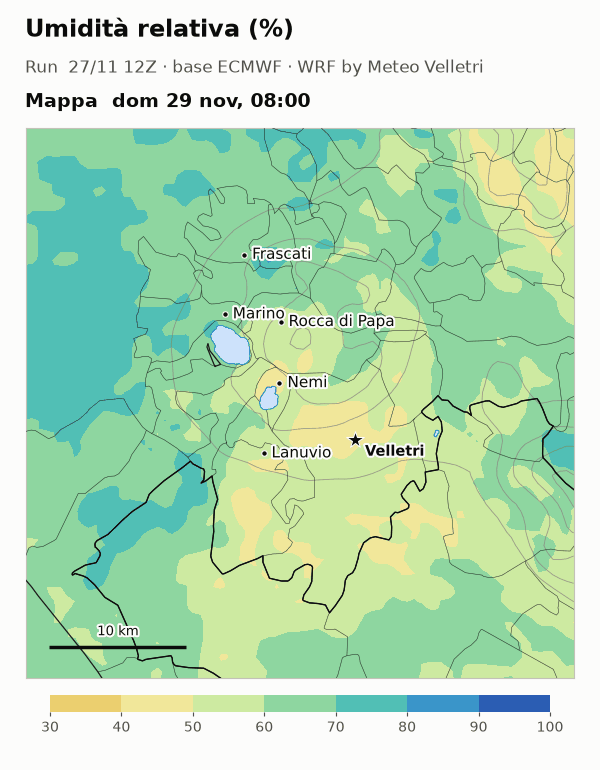 Umidità relativa (%)
Run  27/11 12Z · base ECMWF · WRF by Meteo Velletri
Mappa  dom 29 nov, 08:00
Frascati
Marino
Rocca di Papa
Nemi
Velletri
Lanuvio
10 km
30 40 50 60 70 80 90 100